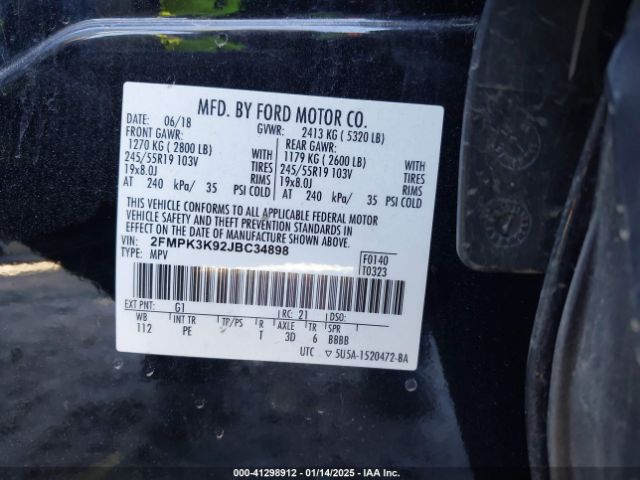 MFD. BY FORD MOTOR CO.
DATE: 06/18 GVWR: 2413 KG ( 5320 LB)
FRONT GAWR: REAR GAWR:
1270 KG ( 2800 LB) WITH 1179 KG ( 2600 LB) WITH
245/55R19 103V TIRES 245/55R19 103V TIRES
19x8.0J RIMS 19x8.0J RIMS
AT 240 kPa/ 35 PSI COLD AT 240 kPa/ 35 PSI COLD
THIS VEHICLE CONFORMS TO ALL APPLICABLE FEDERAL MOTOR
VEHICLE SAFETY AND THEFT PREVENTION STANDARDS IN
EFFECT ON THE DATE OF MANUFACTURE SHOWN ABOVE.
VIN: 2FMPK3K92JBC34898 F0140
TYPE: MPV T0323
EXT PNT: G1 RC: 21 DSO:
WB INT TR TP/PS R AXLE TR SPR
112 PE T 3D 6 BBBB
UTC ▽ 5U5A-1520472-BA
000-41298912 — 01/14/2025 — IAAI.COM